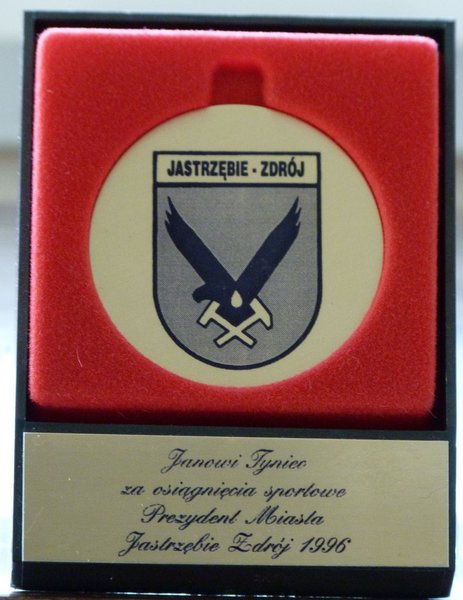 JASTRZĘBIE - ZDRÓJ
Janowi Tyniec
za osiągnięcia sportowe
Prezydent Miasta
Jastrzębie Zdrój 1996